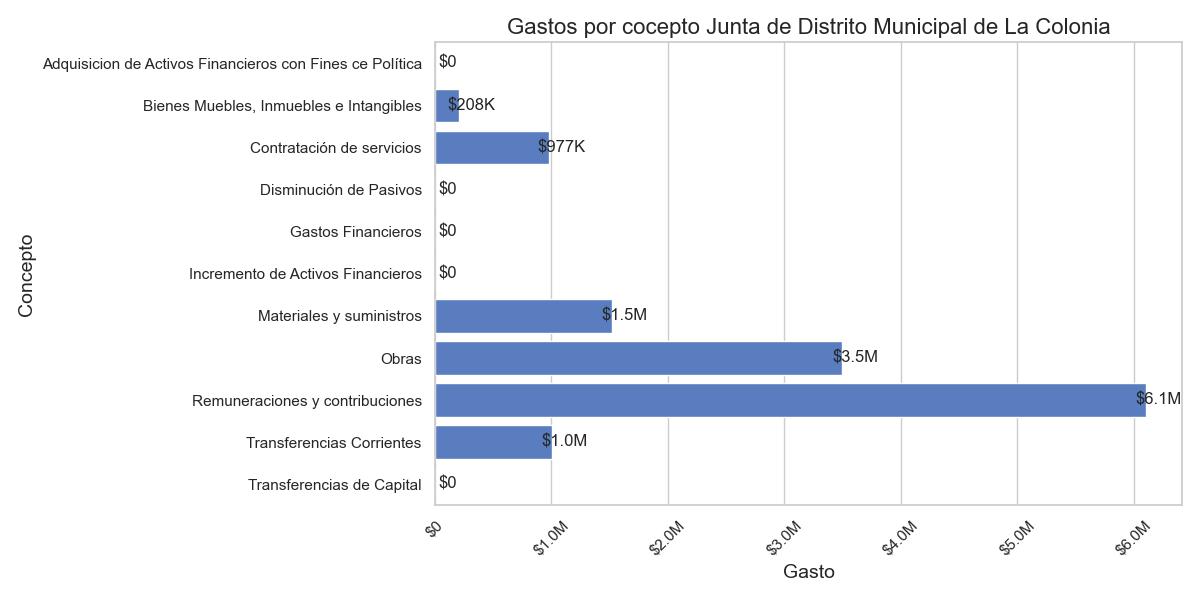 Gastos por cocepto Junta de Distrito Municipal de La Colonia
Adquisicion de Activos Financieros con Fines ce Política $0
Bienes Muebles, Inmuebles e Intangibles $208K
Contratación de servicios $977K
Disminución de Pasivos $0
Gastos Financieros $0
Incremento de Activos Financieros $0
Materiales y suministros $1.5M
Obras $3.5M
Remuneraciones y contribuciones $6.1M
Transferencias Corrientes $1.0M
Transferencias de Capital $0
Concepto
$0 $1.0M $2.0M $3.0M $4.0M $5.0M $6.0M
Gasto